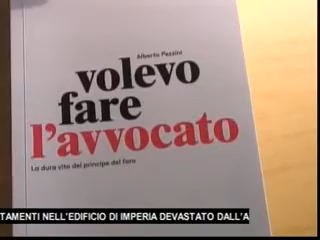 Alberto Pezzini
volevo
fare
l'avvocato
La dura vita del principe del foro
TAMENTI NELL'EDIFICIO DI IMPERIA DEVASTATO DALL'A